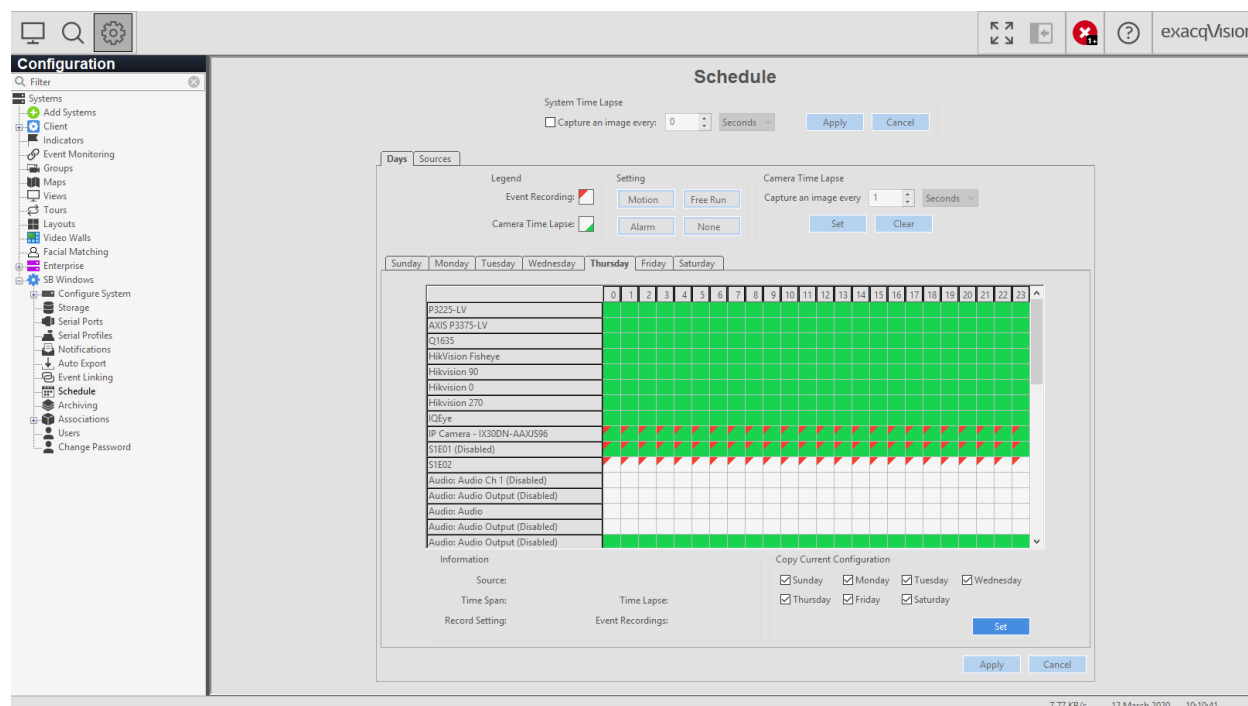 exacqVision
Configuration
Filter
Systems
Add Systems
Client
Indicators
Event Monitoring
Groups
Maps
Views
Tours
Layouts
Video Walls
Facial Matching
Enterprise
SB Windows
Configure System
Storage
Serial Ports
Serial Profiles
Notifications
Auto Export
Event Linking
Schedule
Archiving
Associations
Users
Change Password
Schedule
System Time Lapse
Capture an image every: 0 Seconds Apply Cancel
Days Sources
Legend Setting Camera Time Lapse
Event Recording: Motion Free Run Capture an image every 1 Seconds
Camera Time Lapse: Alarm None Set Clear
Sunday Monday Tuesday Wednesday Thursday Friday Saturday
0 1 2 3 4 5 6 7 8 9 10 11 12 13 14 15 16 17 18 19 20 21 22 23
P3225-LV
AXIS P3375-LV
Q1635
HikVision Fisheye
Hikvision 90
Hikvision 0
Hikvision 270
IQEye
IP Camera - IX30DN-AAXJS96
S1E01 (Disabled)
S1E02
Audio: Audio Ch 1 (Disabled)
Audio: Audio Output (Disabled)
Audio: Audio
Audio: Audio Output (Disabled)
Audio: Audio Output (Disabled)
Information Copy Current Configuration
Source: Sunday Monday Tuesday Wednesday
Time Span: Time Lapse: Thursday Friday Saturday
Record Setting: Event Recordings: Set
Apply Cancel
7.77 KB/s 12 March 2020 10:10:41